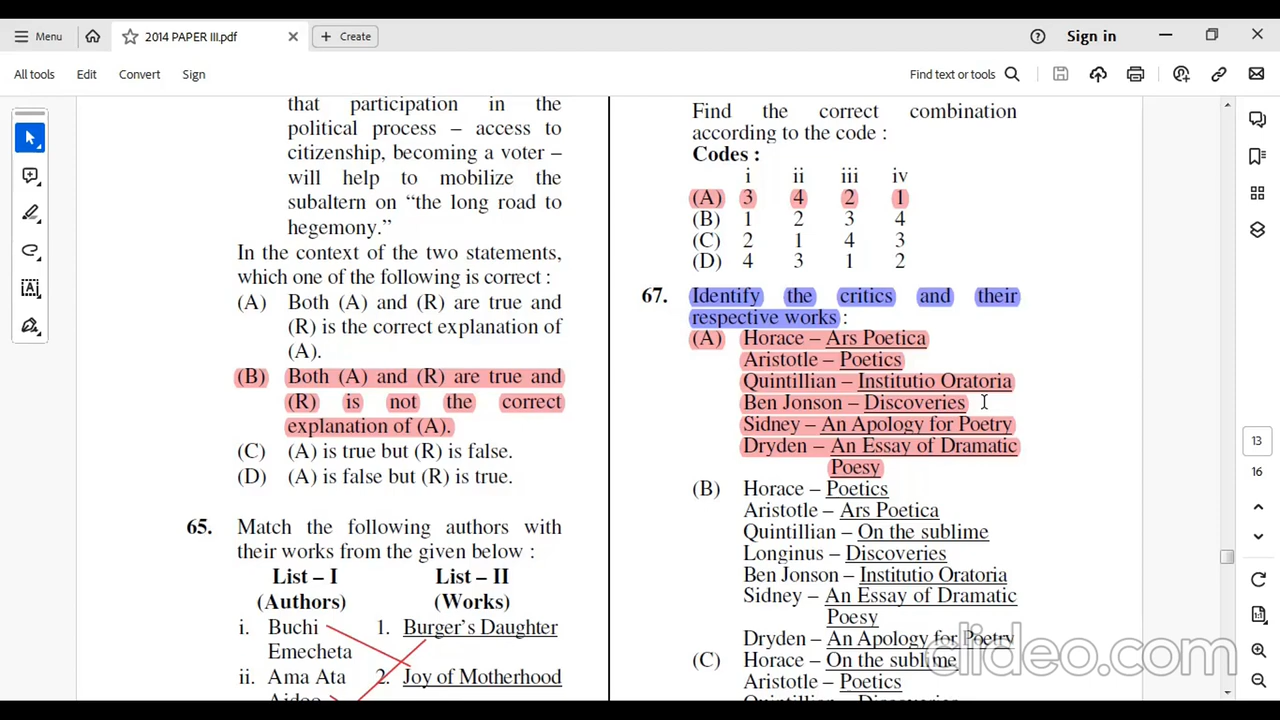 Menu
2014 PAPER III.pdf
Create
Sign in
All tools
Edit
Convert
Sign
Find text or tools
that participation in the
political process – access to
citizenship, becoming a voter –
will help to mobilize the
subaltern on “the long road to
hegemony.”
In the context of the two statements,
which one of the following is correct :
(A) Both (A) and (R) are true and
(R) is the correct explanation of
(A).
(B) Both (A) and (R) are true and
(R) is not the correct
explanation of (A).
(C) (A) is true but (R) is false.
(D) (A) is false but (R) is true.
65. Match the following authors with
their works from the given below :
List – I List – II
(Authors) (Works)
i. Buchi 1. Burger’s Daughter
Emecheta
ii. Ama Ata 2. Joy of Motherhood
Aidoo
Find the correct combination
according to the code :
Codes :
i ii iii iv
(A) 3 4 2 1
(B) 1 2 3 4
(C) 2 1 4 3
(D) 4 3 1 2
67. Identify the critics and their
respective works :
(A) Horace – Ars Poetica
Aristotle – Poetics
Quintillian – Institutio Oratoria
Ben Jonson – Discoveries
Sidney – An Apology for Poetry
Dryden – An Essay of Dramatic
Poesy
(B) Horace – Poetics
Aristotle – Ars Poetica
Quintillian – On the sublime
Longinus – Discoveries
Ben Jonson – Institutio Oratoria
Sidney – An Essay of Dramatic
Poesy
Dryden – An Apology for Poetry
(C) Horace – On the sublime
Aristotle – Poetics
Quintillian – Discoveries
13
16
clideo.com